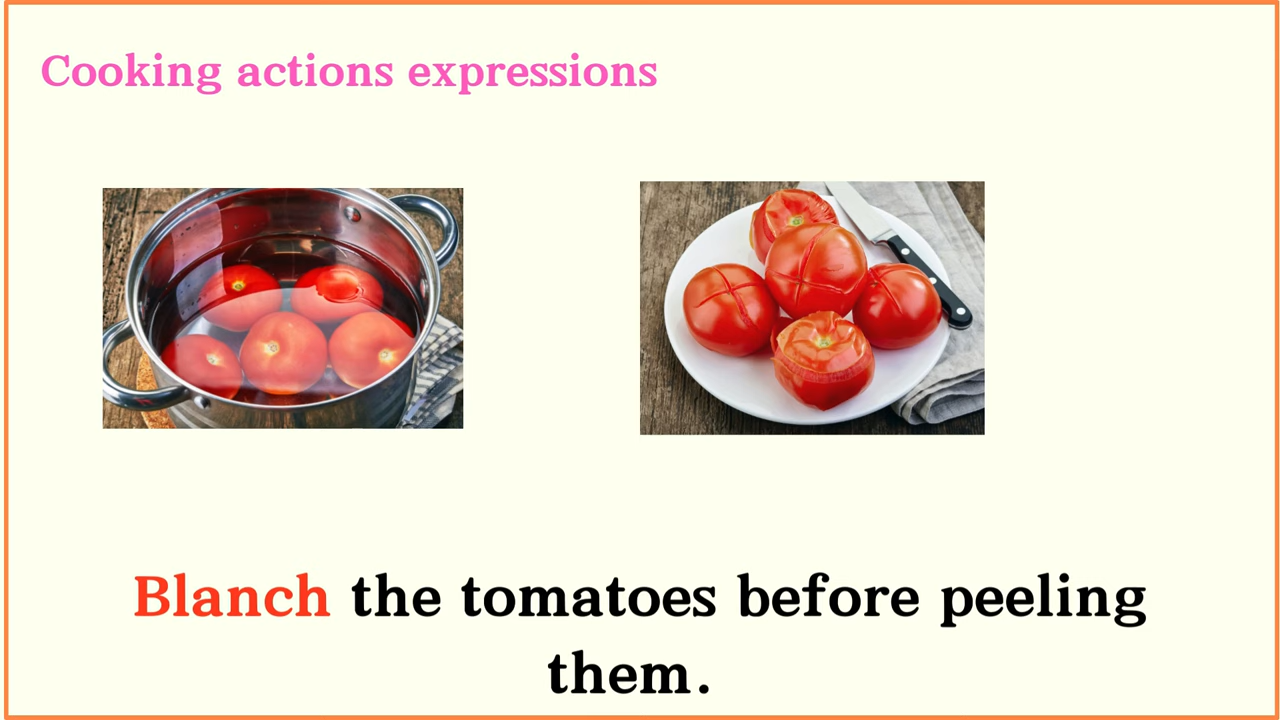 Cooking actions expressions
Blanch the tomatoes before peeling
them.